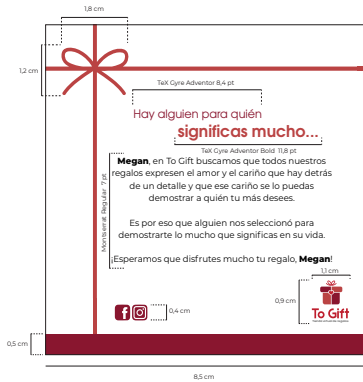 1,8 cm
1,2 cm
TeX Gyre Adventor 8,4 pt
Hay alguien para quién
significas mucho...
TeX Gyre Adventor Bold 11,8 pt
Montserrat Regular 7 pt
Megan, en To Gift buscamos que todos nuestros
regalos expresen el amor y el cariño que hay detrás
de un detalle y que ese cariño se lo puedas
demostrar a quién tu más desees.
Es por eso que alguien nos seleccionó para
demostrarte lo mucho que significas en su vida.
¡Esperamos que disfrutes mucho tu regalo, Megan!
1,1 cm
0,9 cm
0,4 cm
To Gift
0,5 cm
8,5 cm